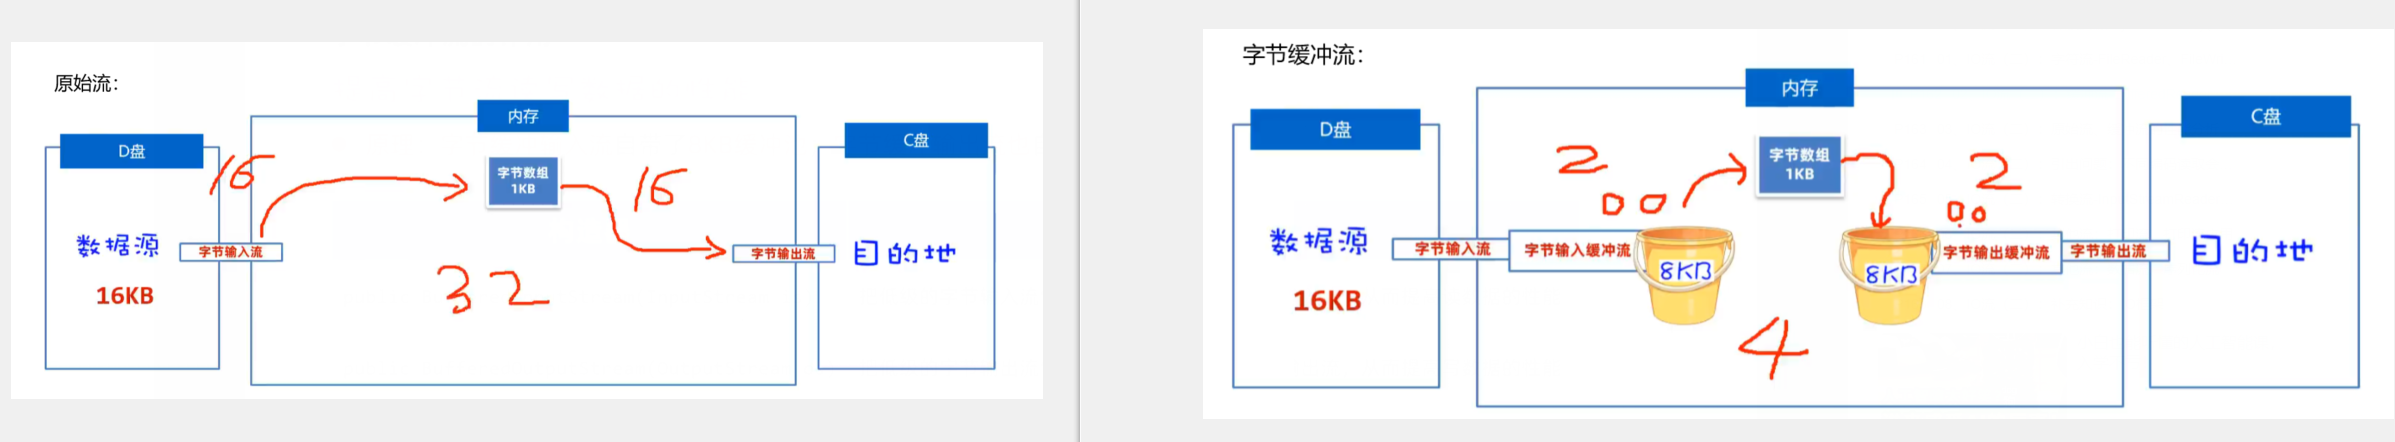 原始流：
内存
D盘
C盘
16
字节数组
1KB
16
数据源
字节输入流
字节输出流
目的地
16KB
32
字节缓冲流：
内存
D盘
C盘
2
字节数组
1KB
2
数据源
字节输入流
字节输入缓冲流
8KB
8KB
字节输出缓冲流
字节输出流
目的地
16KB
4